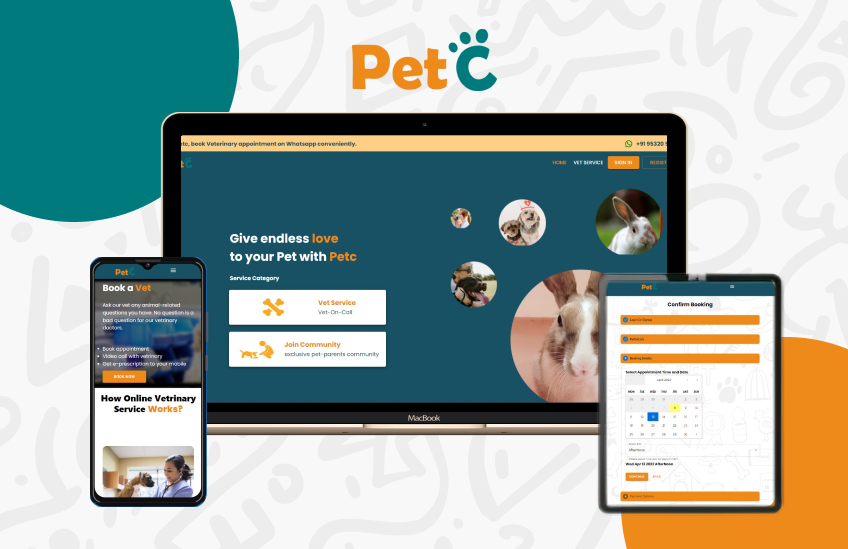 Pet C
etc, book Veterinary appointment on Whatsapp conveniently.
+91 95320
HOME VET SERVICE SIGN IN REGIST
Give endless love
to your Pet with Petc
Service Category
Vet Service
Vet-On-Call
Join Community
exclusive pet-parents community
MacBook
Pet C
Book a Vet
Ask our vet any animal-related
questions you have. No question is a
bad question for our vetrinary
doctors.
Book appointment
Video call with vetrinary
Get e-prescription to your mobile
BOOK NOW
How Online Vetrinary
Service Works?
Pet C
Confirm Booking
Booking Details
Select Appointment Time and Date
April 2022
MON TUE WED THU FRI SAT SUN
28 29 30 31 1 2 3
4 5 6 7 8 9 10
11 12 13 14 15 16 17
18 19 20 21 22 23 24
25 26 27 28 29 30 1
Afternoon
Wed Apr 13 2022 Afternoon
CONTINUE BACK